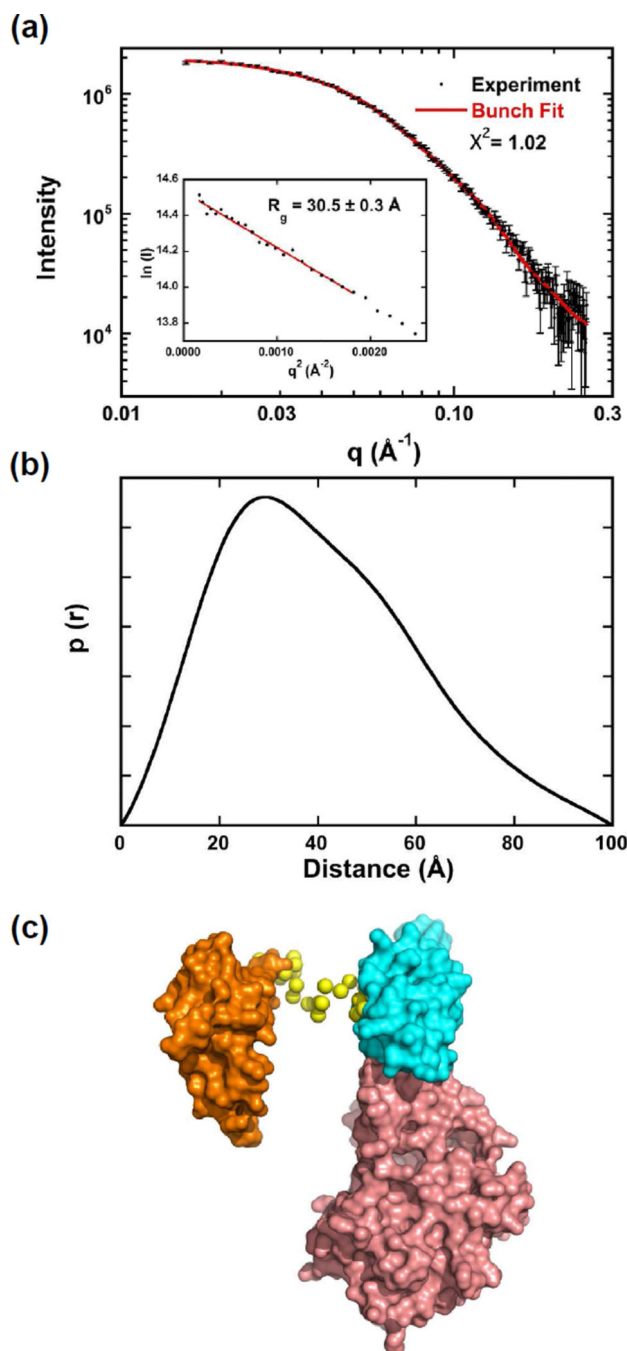 (a)
10⁶
10⁵
10⁴
Intensity
Experiment
Bunch Fit
X²= 1.02
14.6
14.4
14.2
14.0
13.8
ln (I)
R_g = 30.5 ± 0.3 Å
0.0000 0.0010 0.0020
q² (Å⁻²)
0.01 0.03 0.10 0.3
q (Å⁻¹)
(b)
p (r)
0 20 40 60 80 100
Distance (Å)
(c)